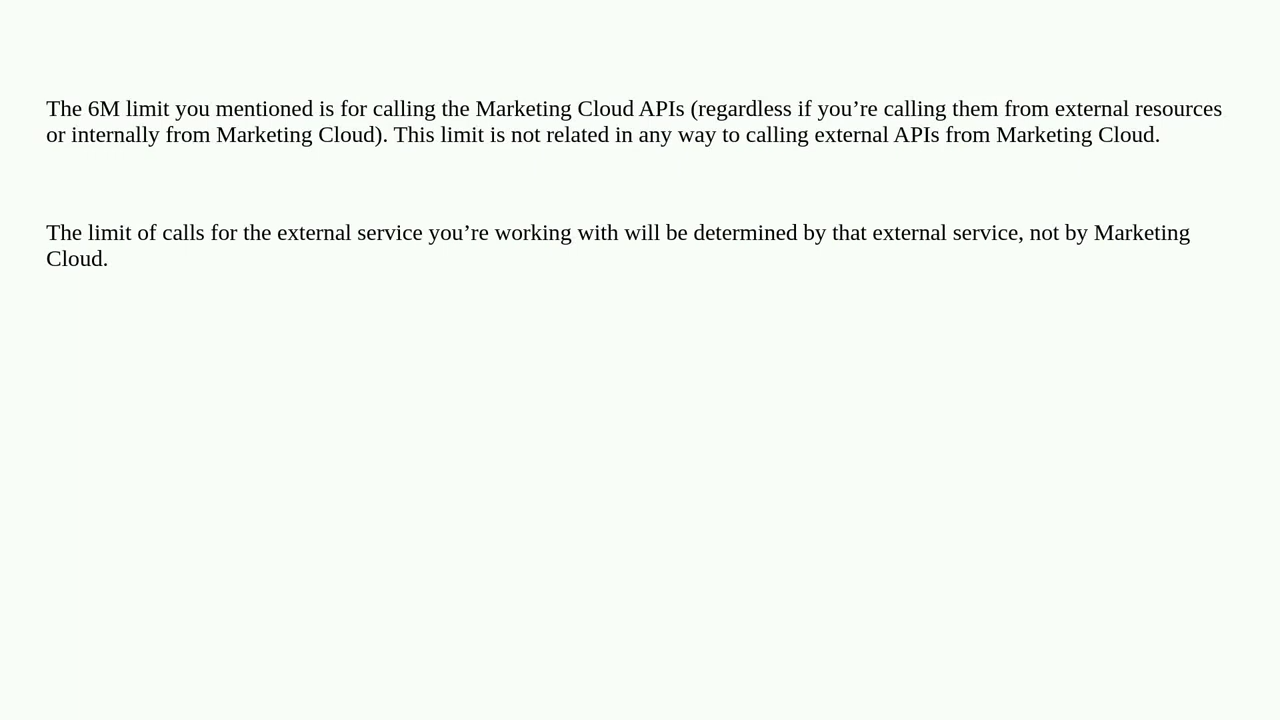 The 6M limit you mentioned is for calling the Marketing Cloud APIs (regardless if you’re calling them from external resources
or internally from Marketing Cloud). This limit is not related in any way to calling external APIs from Marketing Cloud.
The limit of calls for the external service you’re working with will be determined by that external service, not by Marketing
Cloud.